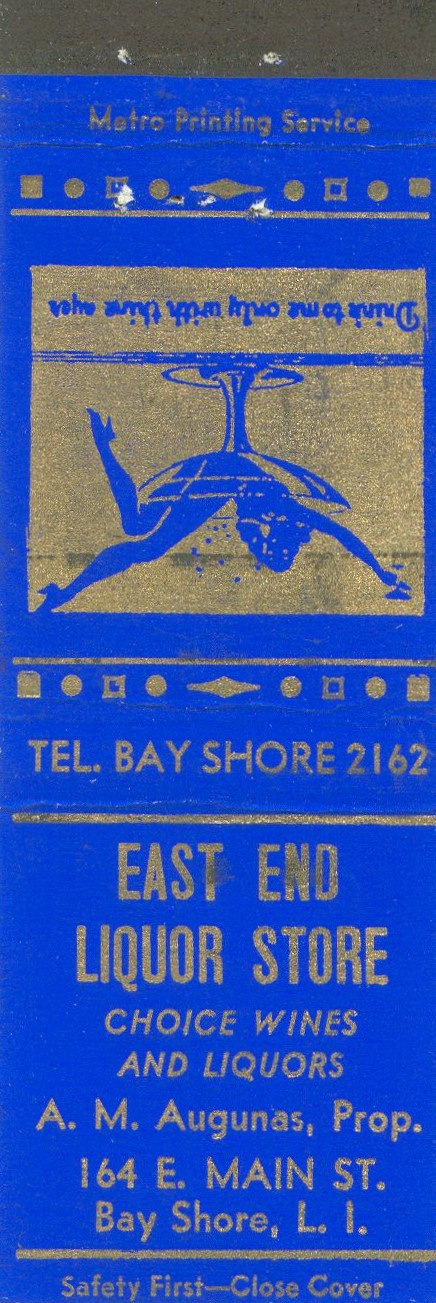 Metro Printing Service
Drink to me only with thine eyes
TEL. BAY SHORE 2162
EAST END
LIQUOR STORE
CHOICE WINES
AND LIQUORS
A. M. Augunas, Prop.
164 E. MAIN ST.
Bay Shore, L. I.
Safety First—Close Cover